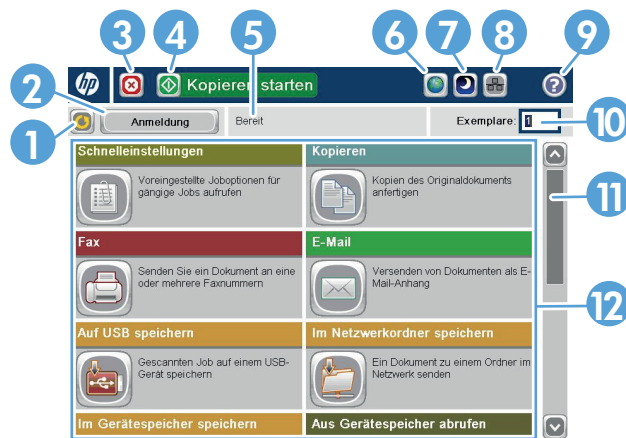 3 4 5 6 7 8 9
hp Kopieren starten ?
2
Anmeldung Bereit Exemplare: 1 10
1
Schnelleinstellungen
Voreingestellte Joboptionen für
gängige Jobs aufrufen
Kopieren
Kopien des Originaldokuments
anfertigen
11
Fax
Senden Sie ein Dokument an eine
oder mehrere Faxnummern
E-Mail
Versenden von Dokumenten als E-
Mail-Anhang
12
Auf USB speichern
Gescannten Job auf einem USB-
Gerät speichern
Im Netzwerkordner speichern
Ein Dokument zu einem Ordner im
Netzwerk senden
Im Gerätespeicher speichern
Aus Gerätespeicher abrufen